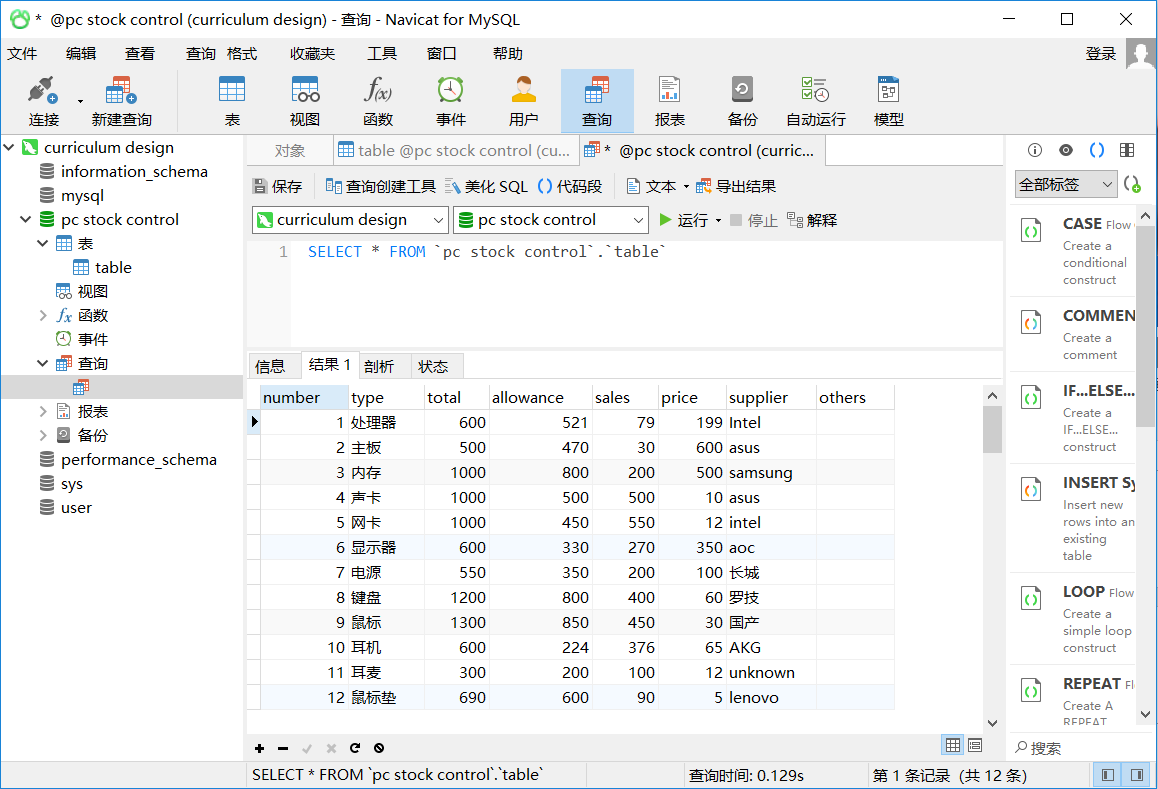 * @pc stock control (curriculum design) - 查询 - Navicat for MySQL
文件 编辑 查看 查询 格式 收藏夹 工具 窗口 帮助 登录
连接 新建查询 表 视图 函数 事件 用户 查询 报表 备份 自动运行 模型
curriculum design
information_schema
mysql
pc stock control
表
table
视图
函数
事件
查询
报表
备份
performance_schema
sys
user
对象 table @pc stock control (cu... * @pc stock control (curric...
保存 查询创建工具 美化 SQL 代码段 文本 导出结果
curriculum design pc stock control 运行 停止 解释
1 SELECT * FROM `pc stock control`.`table`
信息 结果 1 剖析 状态
number type total allowance sales price supplier others
1 处理器 600 521 79 199 Intel
2 主板 500 470 30 600 asus
3 内存 1000 800 200 500 samsung
4 声卡 1000 500 500 10 asus
5 网卡 1000 450 550 12 intel
6 显示器 600 330 270 350 aoc
7 电源 550 350 200 100 长城
8 键盘 1200 800 400 60 罗技
9 鼠标 1300 850 450 30 国产
10 耳机 600 224 376 65 AKG
11 耳麦 300 200 100 12 unknown
12 鼠标垫 690 600 90 5 lenovo
全部标签
CASE Flow
Create a
conditional
construct
COMMEN
Create a
comment
IF...ELSE...
Create a
IF...ELSE...
construct
INSERT Sy
Insert new
rows into an
existing
table
LOOP Flow
Create a
simple loop
construct
REPEAT Fl
Create A
REPEAT
搜索
SELECT * FROM `pc stock control`.`table` 查询时间: 0.129s 第 1 条记录 (共 12 条)